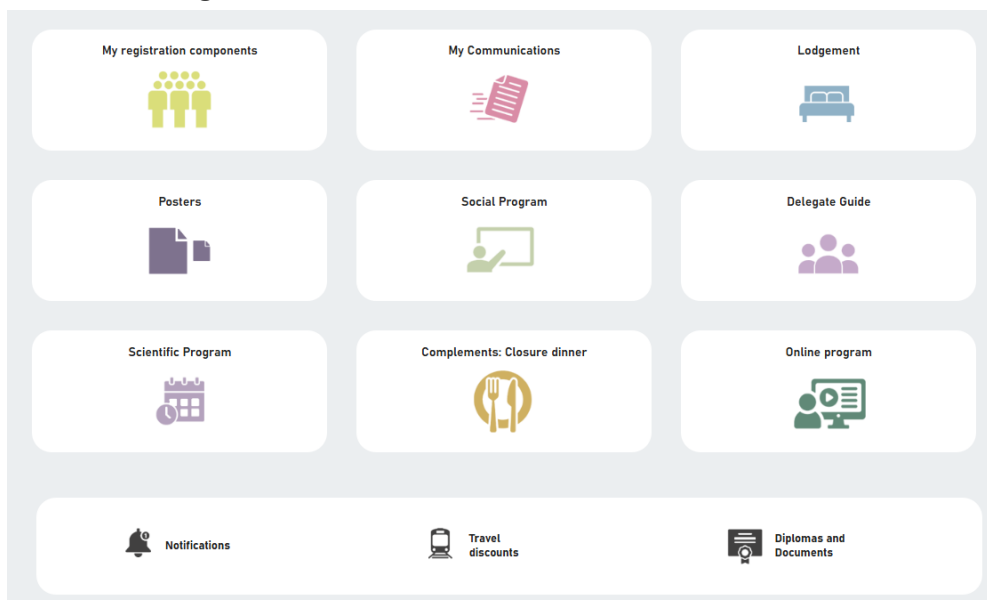 My registration components
My Communications
Lodgement
Posters
Social Program
Delegate Guide
Scientific Program
Complements: Closure dinner
Online program
Notifications
Travel
discounts
Diplomas and
Documents